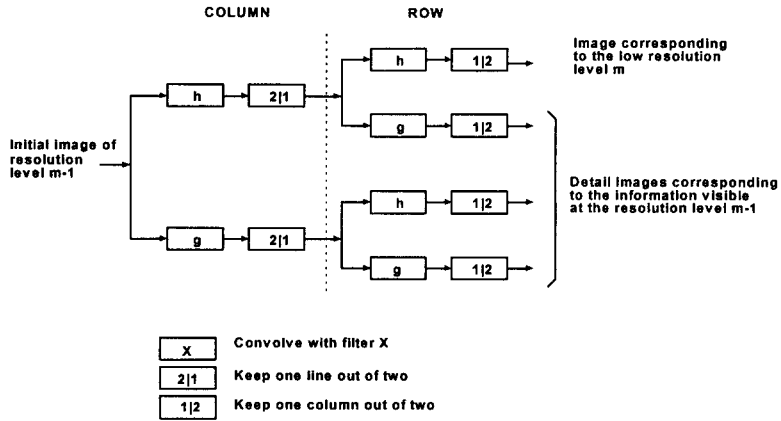 COLUMN
ROW
Image corresponding
to the low resolution
level m
h
1|2
h
2|1
g
1|2
Initial image of
resolution
level m-1
Detail images corresponding
to the information visible
at the resolution level m-1
h
1|2
g
2|1
g
1|2
X
Convolve with filter X
2|1
Keep one line out of two
1|2
Keep one column out of two